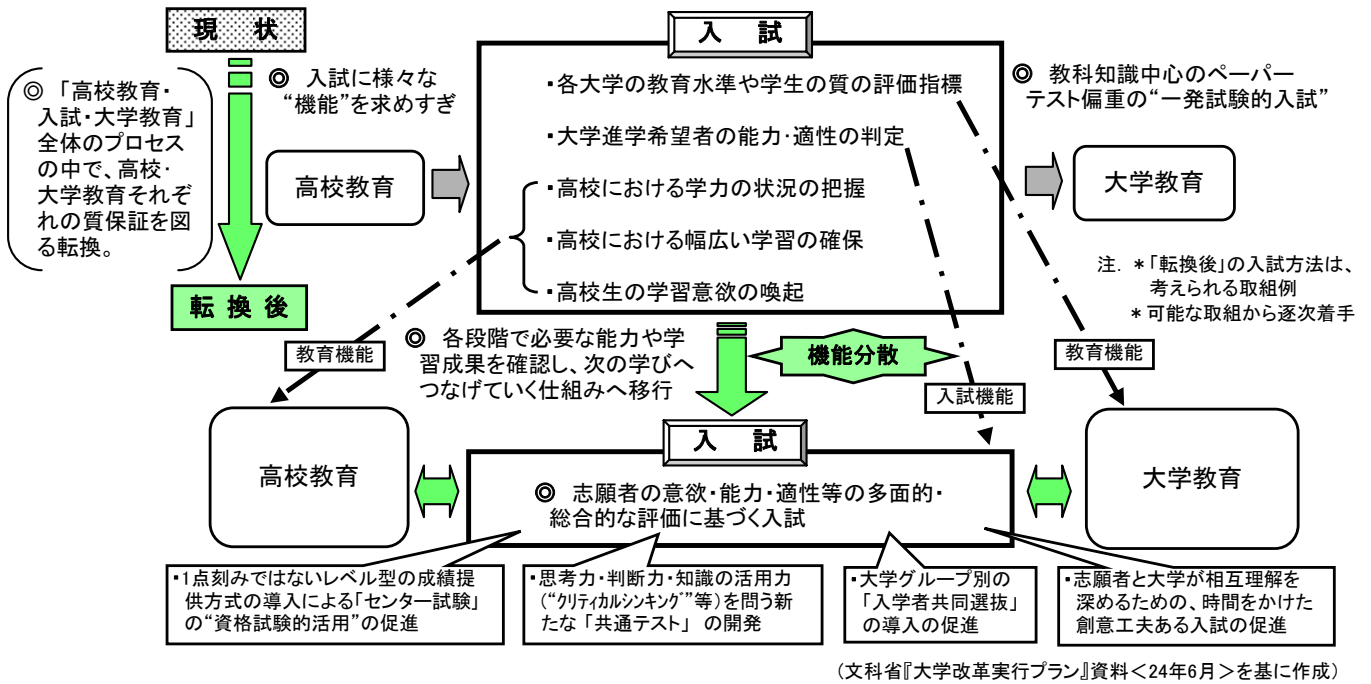 現 状
◎ 「高校教育・
入試・大学教育」
全体のプロセス
の中で、高校・
大学教育それぞ
れの質保証を図
る転換。
◎ 入試に様々な
“機能”を求めすぎ
高校教育
入 試
・各大学の教育水準や学生の質の評価指標
・大学進学希望者の能力・適性の判定
・高校における学力の状況の把握
・高校における幅広い学習の確保
・高校生の学習意欲の喚起
◎ 教科知識中心のペーパー
テスト偏重の“一発試験的入試”
大学教育
注. *「転換後」の入試方法は、
考えられる取組例
* 可能な取組から逐次着手
転 換 後
教育機能
◎ 各段階で必要な能力や学
習成果を確認し、次の学びへ
つなげていく仕組みへ移行
機能分散
入試機能
教育機能
高校教育
入 試
◎ 志願者の意欲・能力・適性等の多面的・
総合的な評価に基づく入試
大学教育
・1点刻みではないレベル型の成績提
供方式の導入による「センター試験」
の“資格試験的活用”の促進
・思考力・判断力・知識の活用力
(“クリティカルシンキング”等)を問う新
たな「共通テスト」 の開発
・大学グループ別の
「入学者共同選抜」
の導入の促進
・志願者と大学が相互理解を
深めるための、時間をかけた
創意工夫ある入試の促進
(文科省『大学改革実行プラン』資料<24年6月>を基に作成)